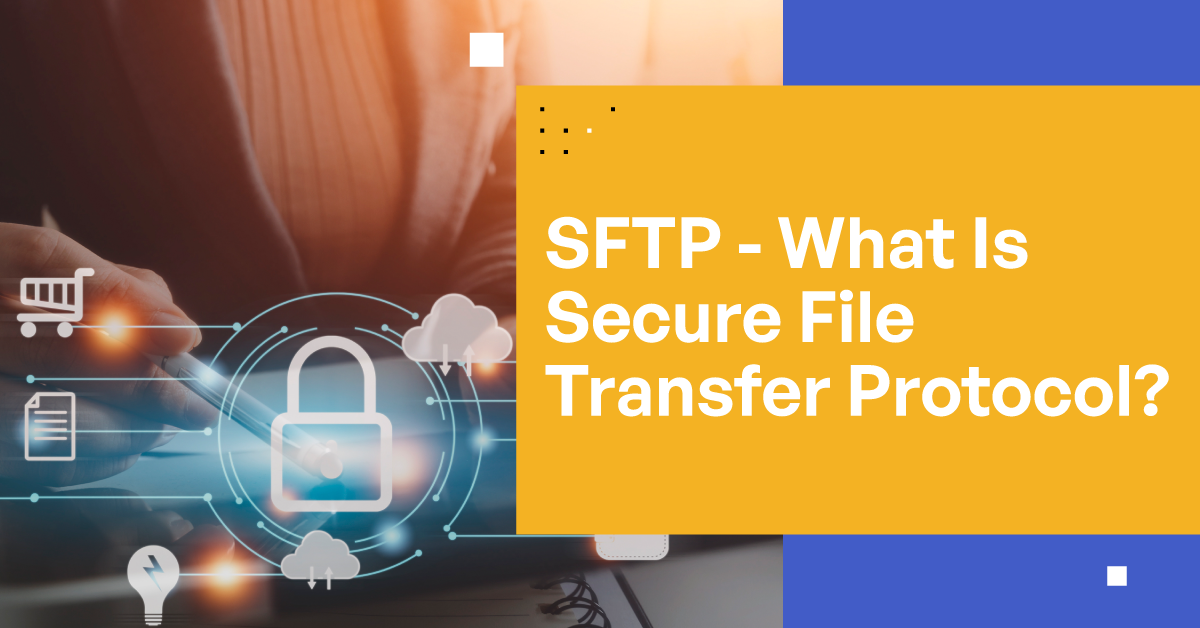 SFTP - What Is
Secure File
Transfer Protocol?